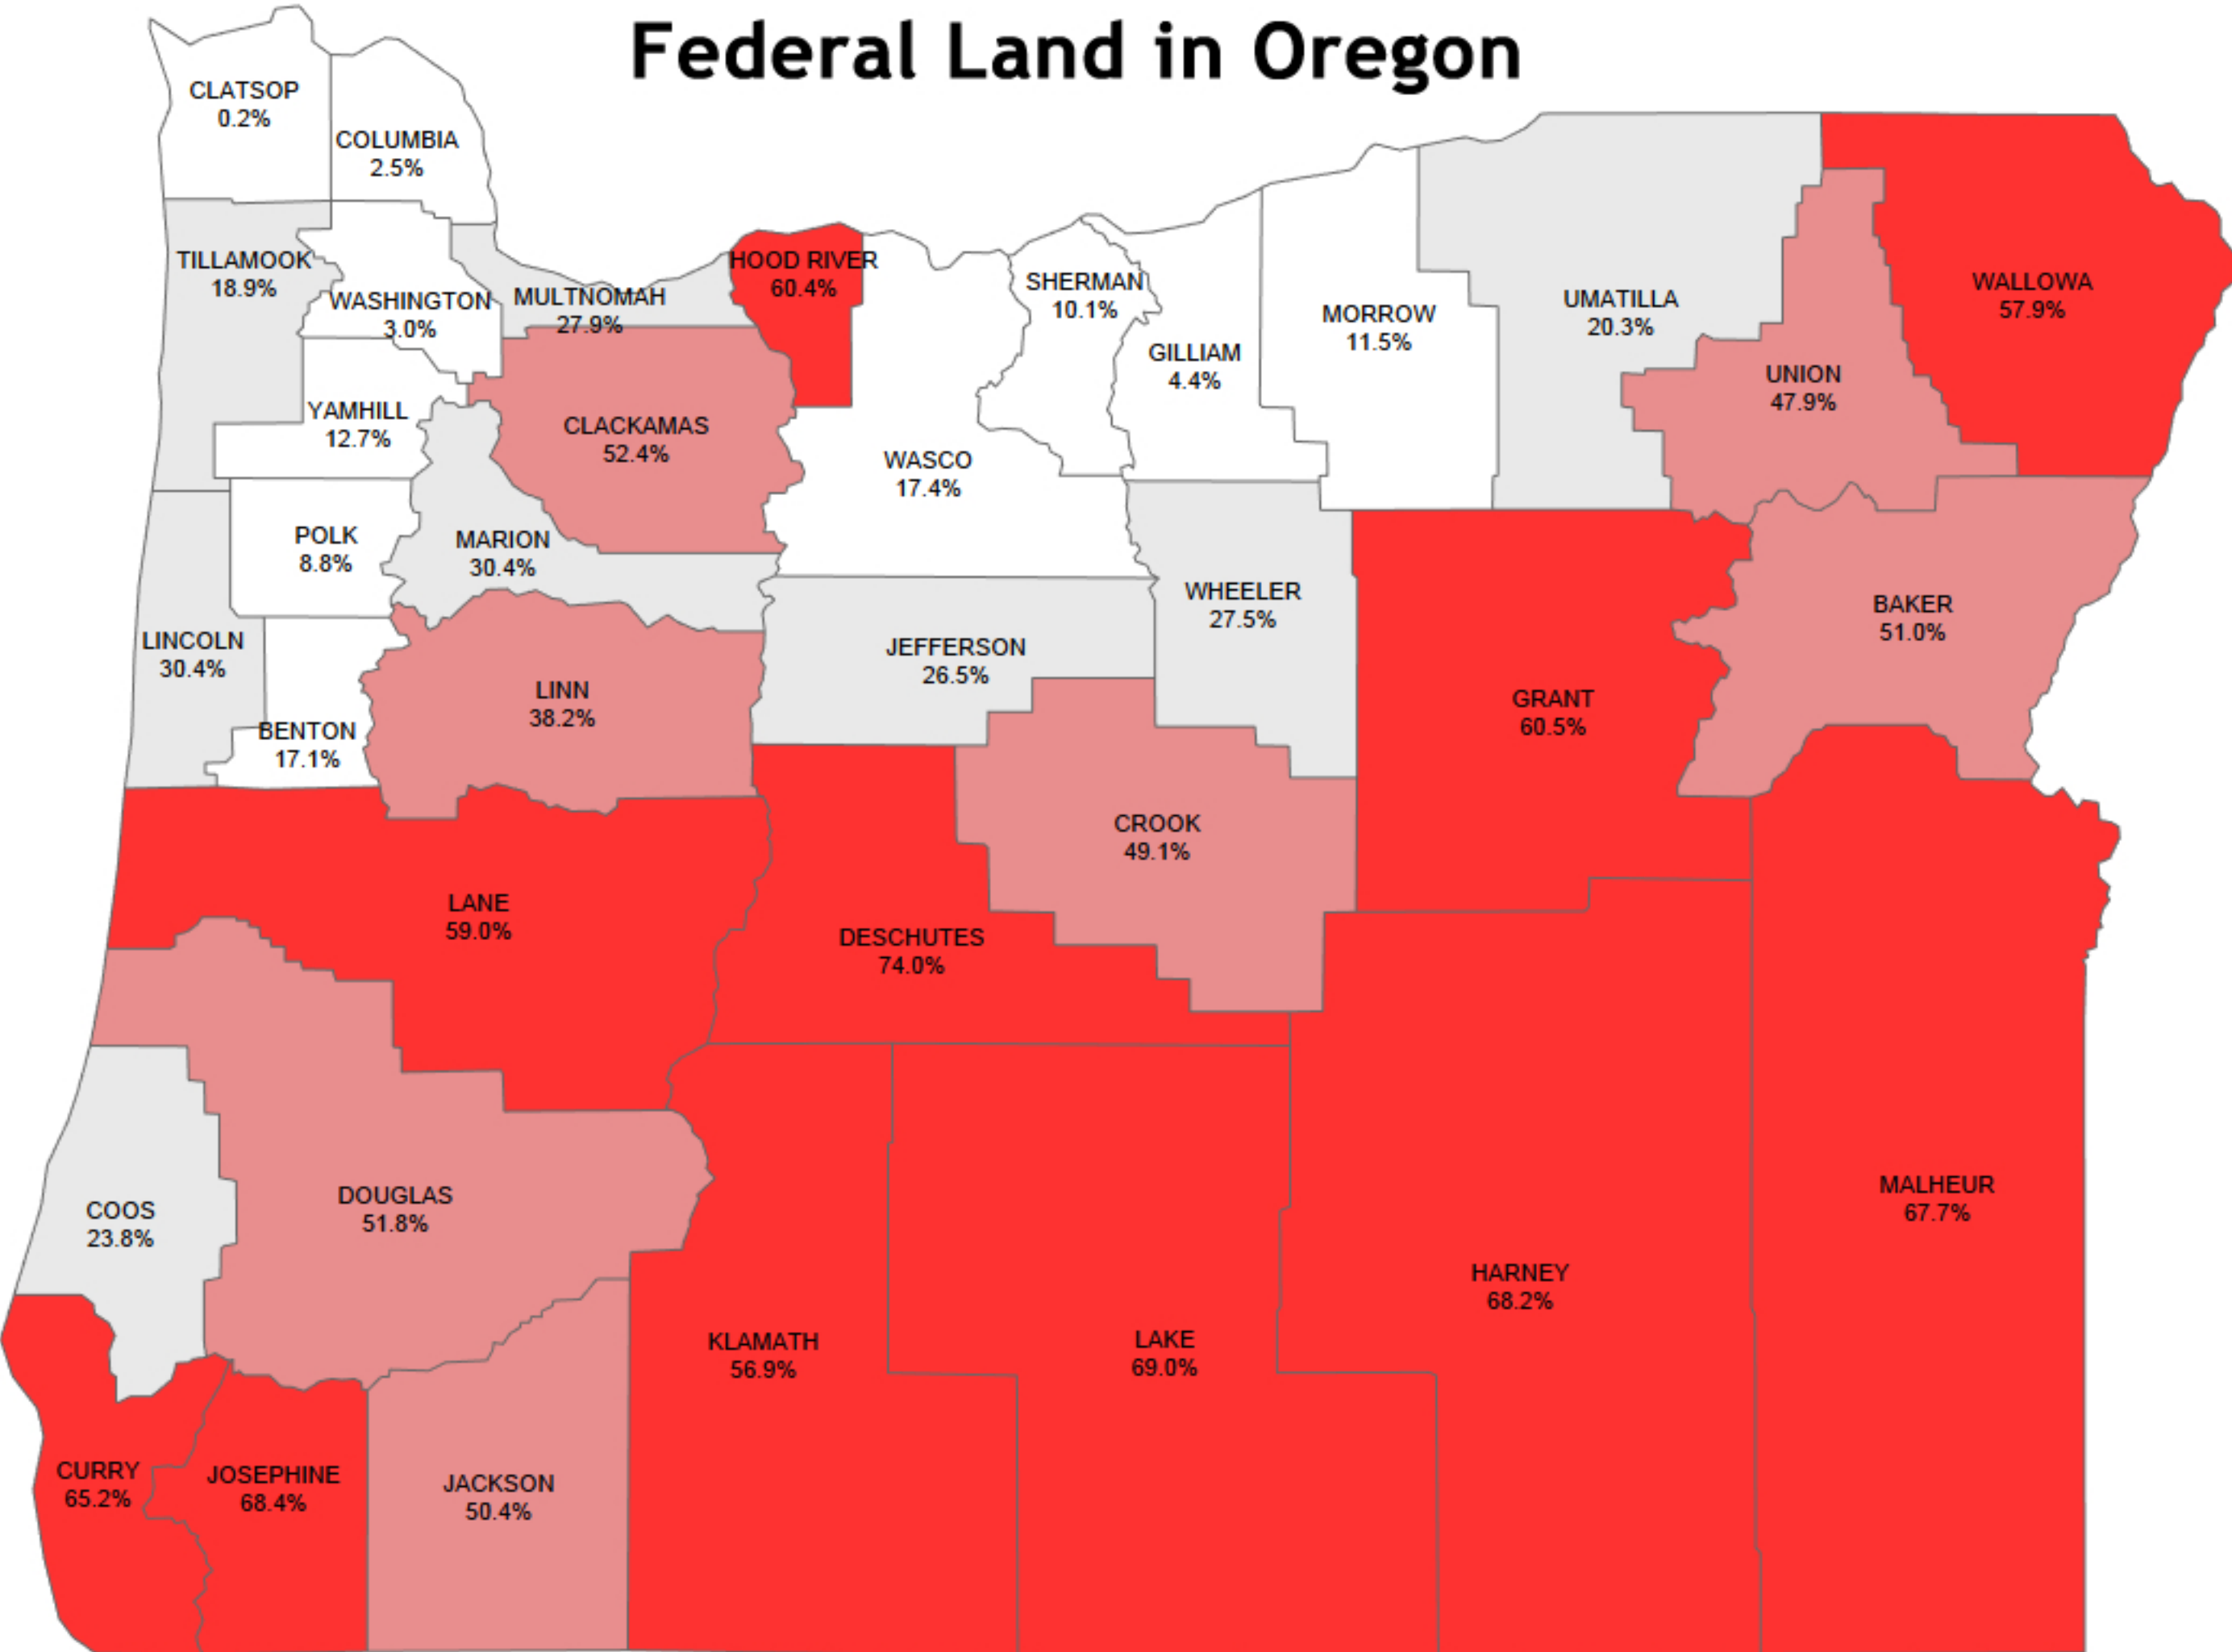 Federal Land in Oregon
CLATSOP
0.2%
COLUMBIA
2.5%
TILLAMOOK
18.9%
WASHINGTON
3.0%
MULTNOMAH
27.9%
HOOD RIVER
60.4%
SHERMAN
10.1%
GILLIAM
4.4%
MORROW
11.5%
UMATILLA
20.3%
WALLOWA
57.9%
UNION
47.9%
YAMHILL
12.7%
CLACKAMAS
52.4%
WASCO
17.4%
POLK
8.8%
MARION
30.4%
WHEELER
27.5%
BAKER
51.0%
LINCOLN
30.4%
JEFFERSON
26.5%
BENTON
17.1%
LINN
38.2%
GRANT
60.5%
CROOK
49.1%
LANE
59.0%
DESCHUTES
74.0%
COOS
23.8%
DOUGLAS
51.8%
MALHEUR
67.7%
HARNEY
68.2%
KLAMATH
56.9%
LAKE
69.0%
CURRY
65.2%
JOSEPHINE
68.4%
JACKSON
50.4%